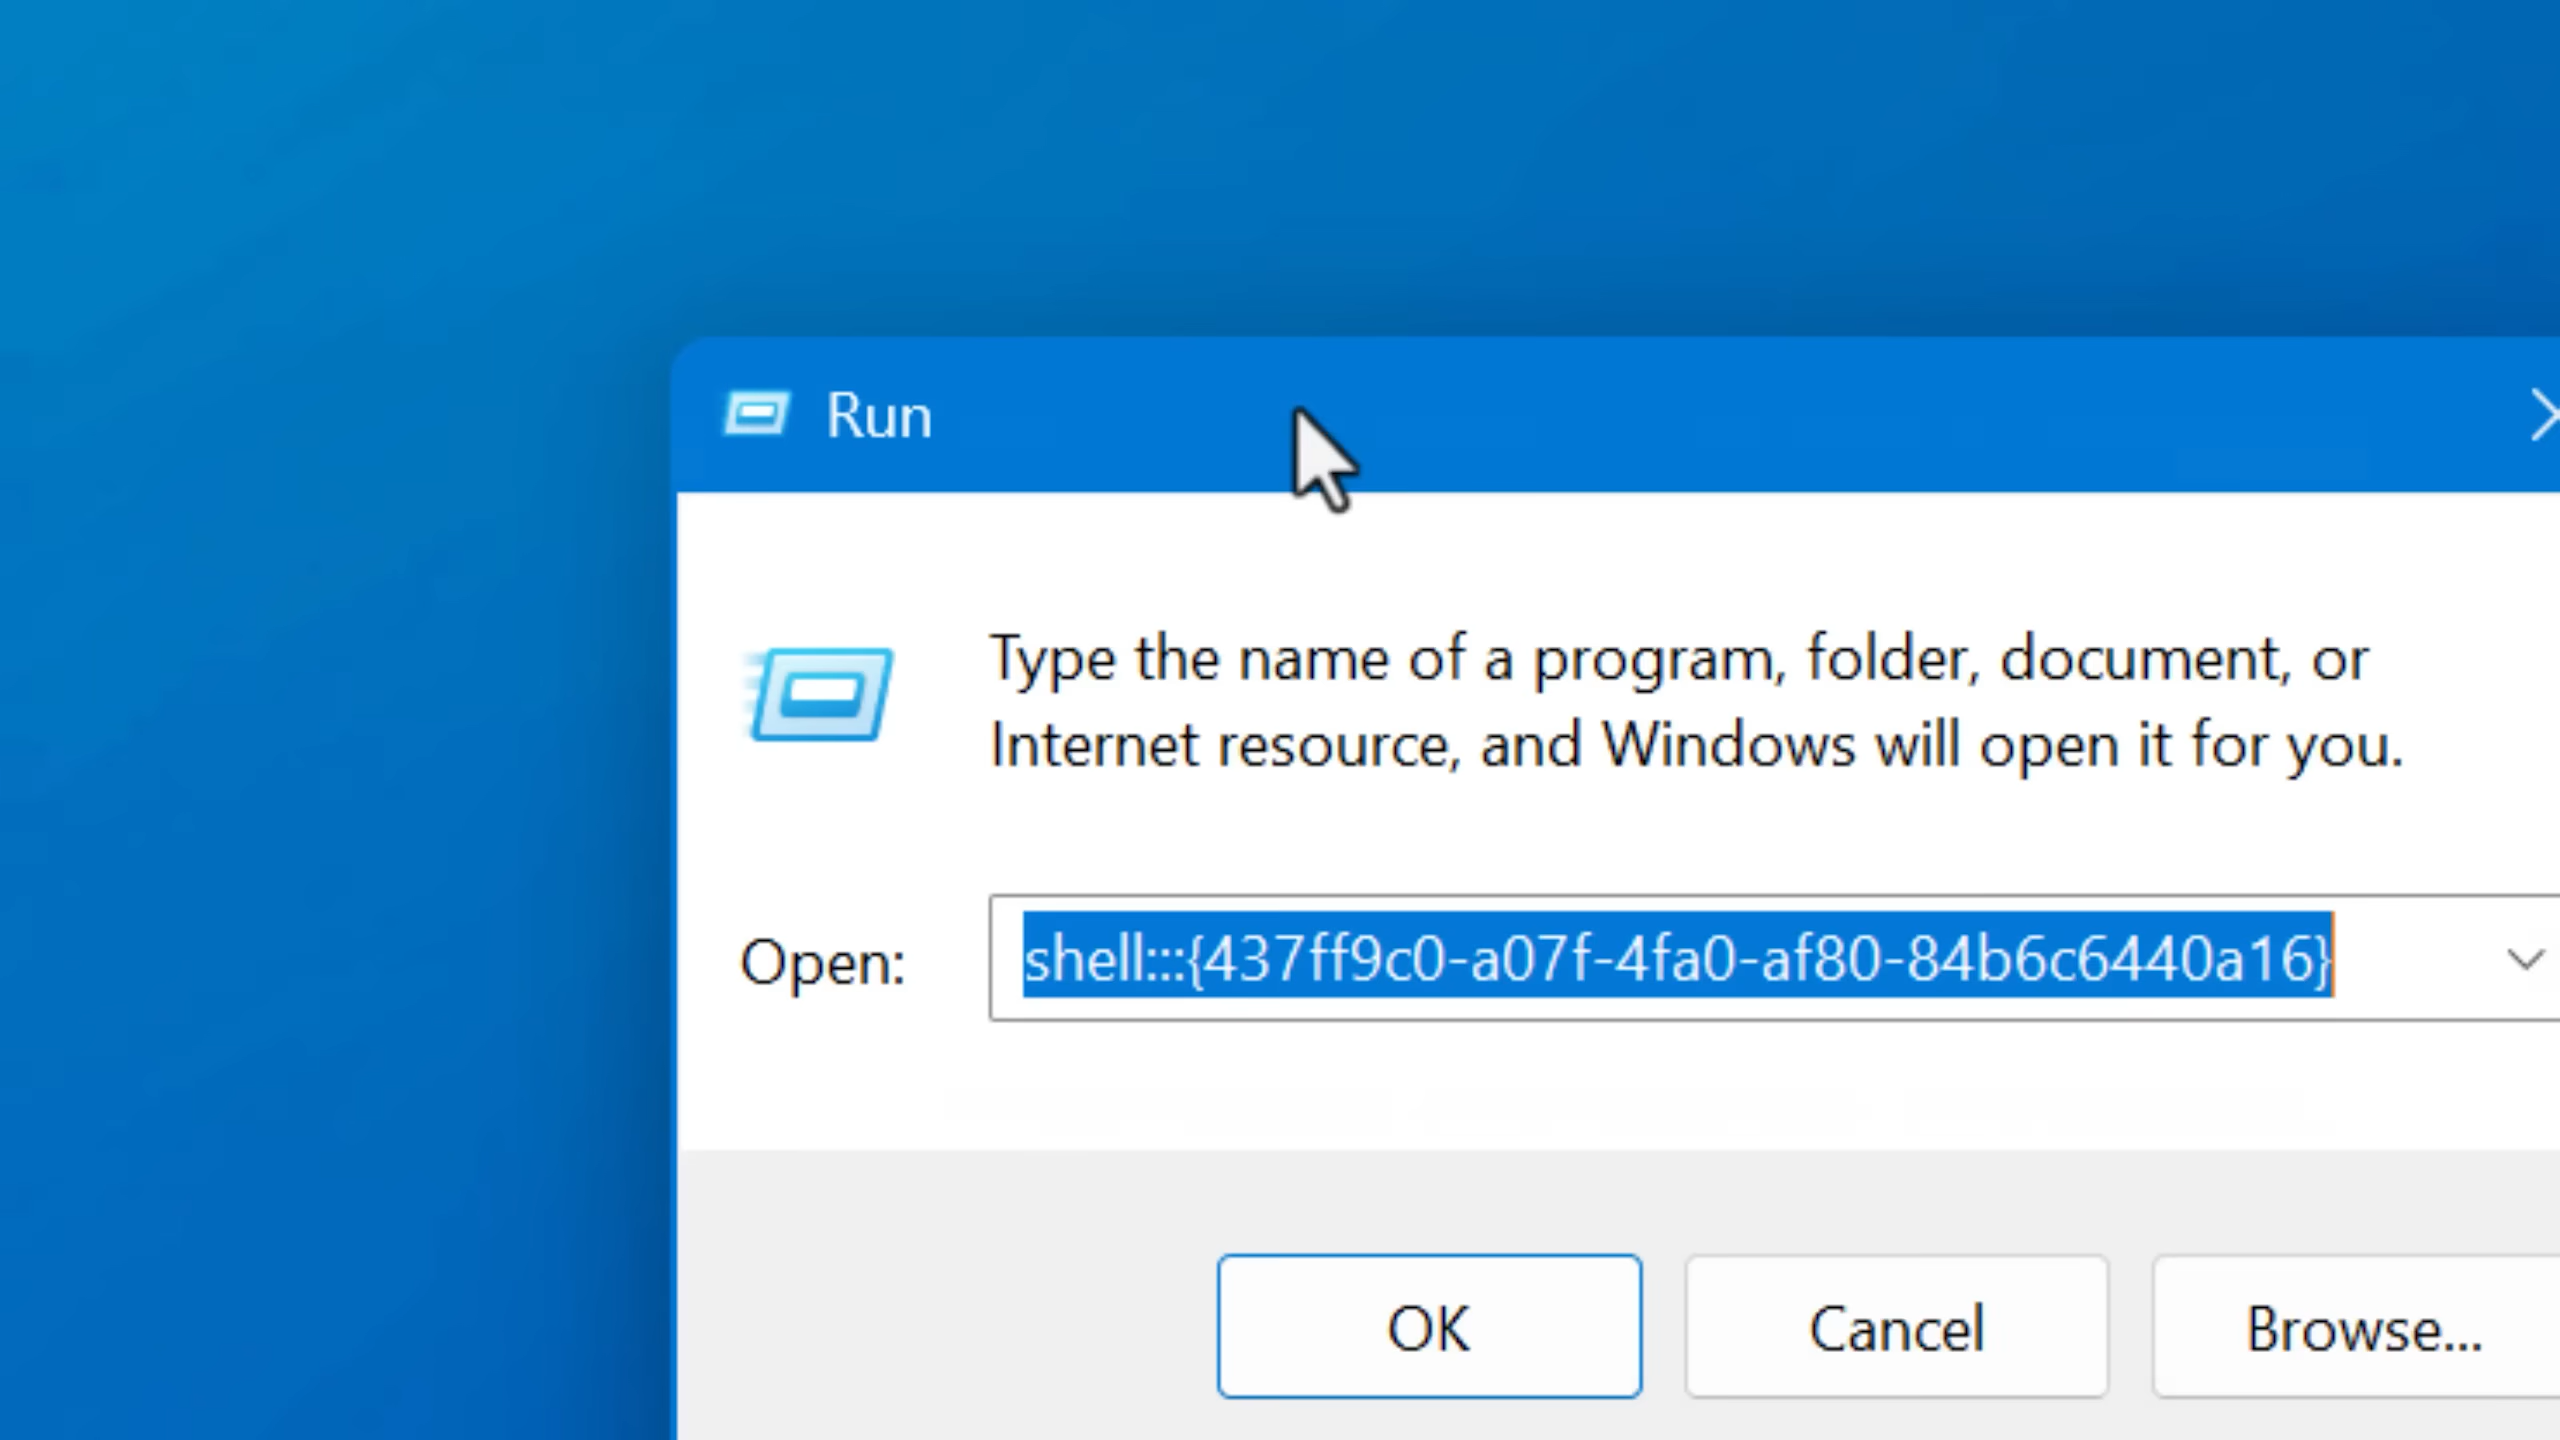 Run
Type the name of a program, folder, document, or
Internet resource, and Windows will open it for you.
Open: shell:::{437ff9c0-a07f-4fa0-af80-84b6c6440a16}
OK Cancel Browse...